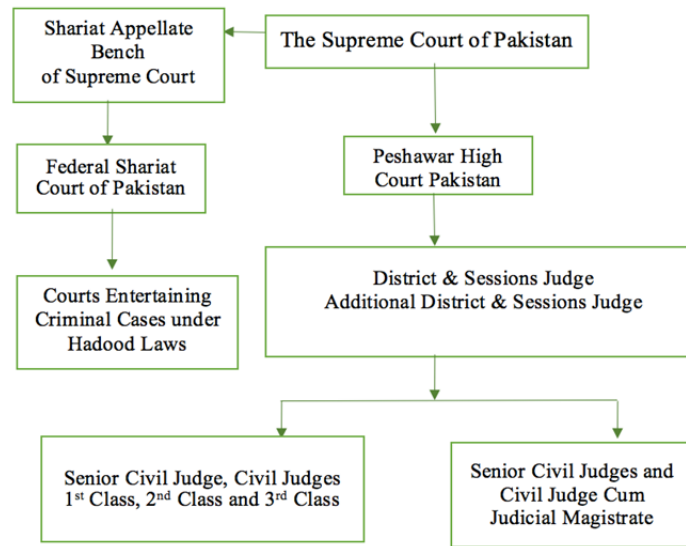 Shariat Appellate
Bench
of Supreme Court
The Supreme Court of Pakistan
Federal Shariat
Court of Pakistan
Peshawar High
Court Pakistan
Courts Entertaining
Criminal Cases under
Hadood Laws
District & Sessions Judge
Additional District & Sessions Judge
Senior Civil Judge, Civil Judges
1st Class, 2nd Class and 3rd Class
Senior Civil Judges and
Civil Judge Cum
Judicial Magistrate